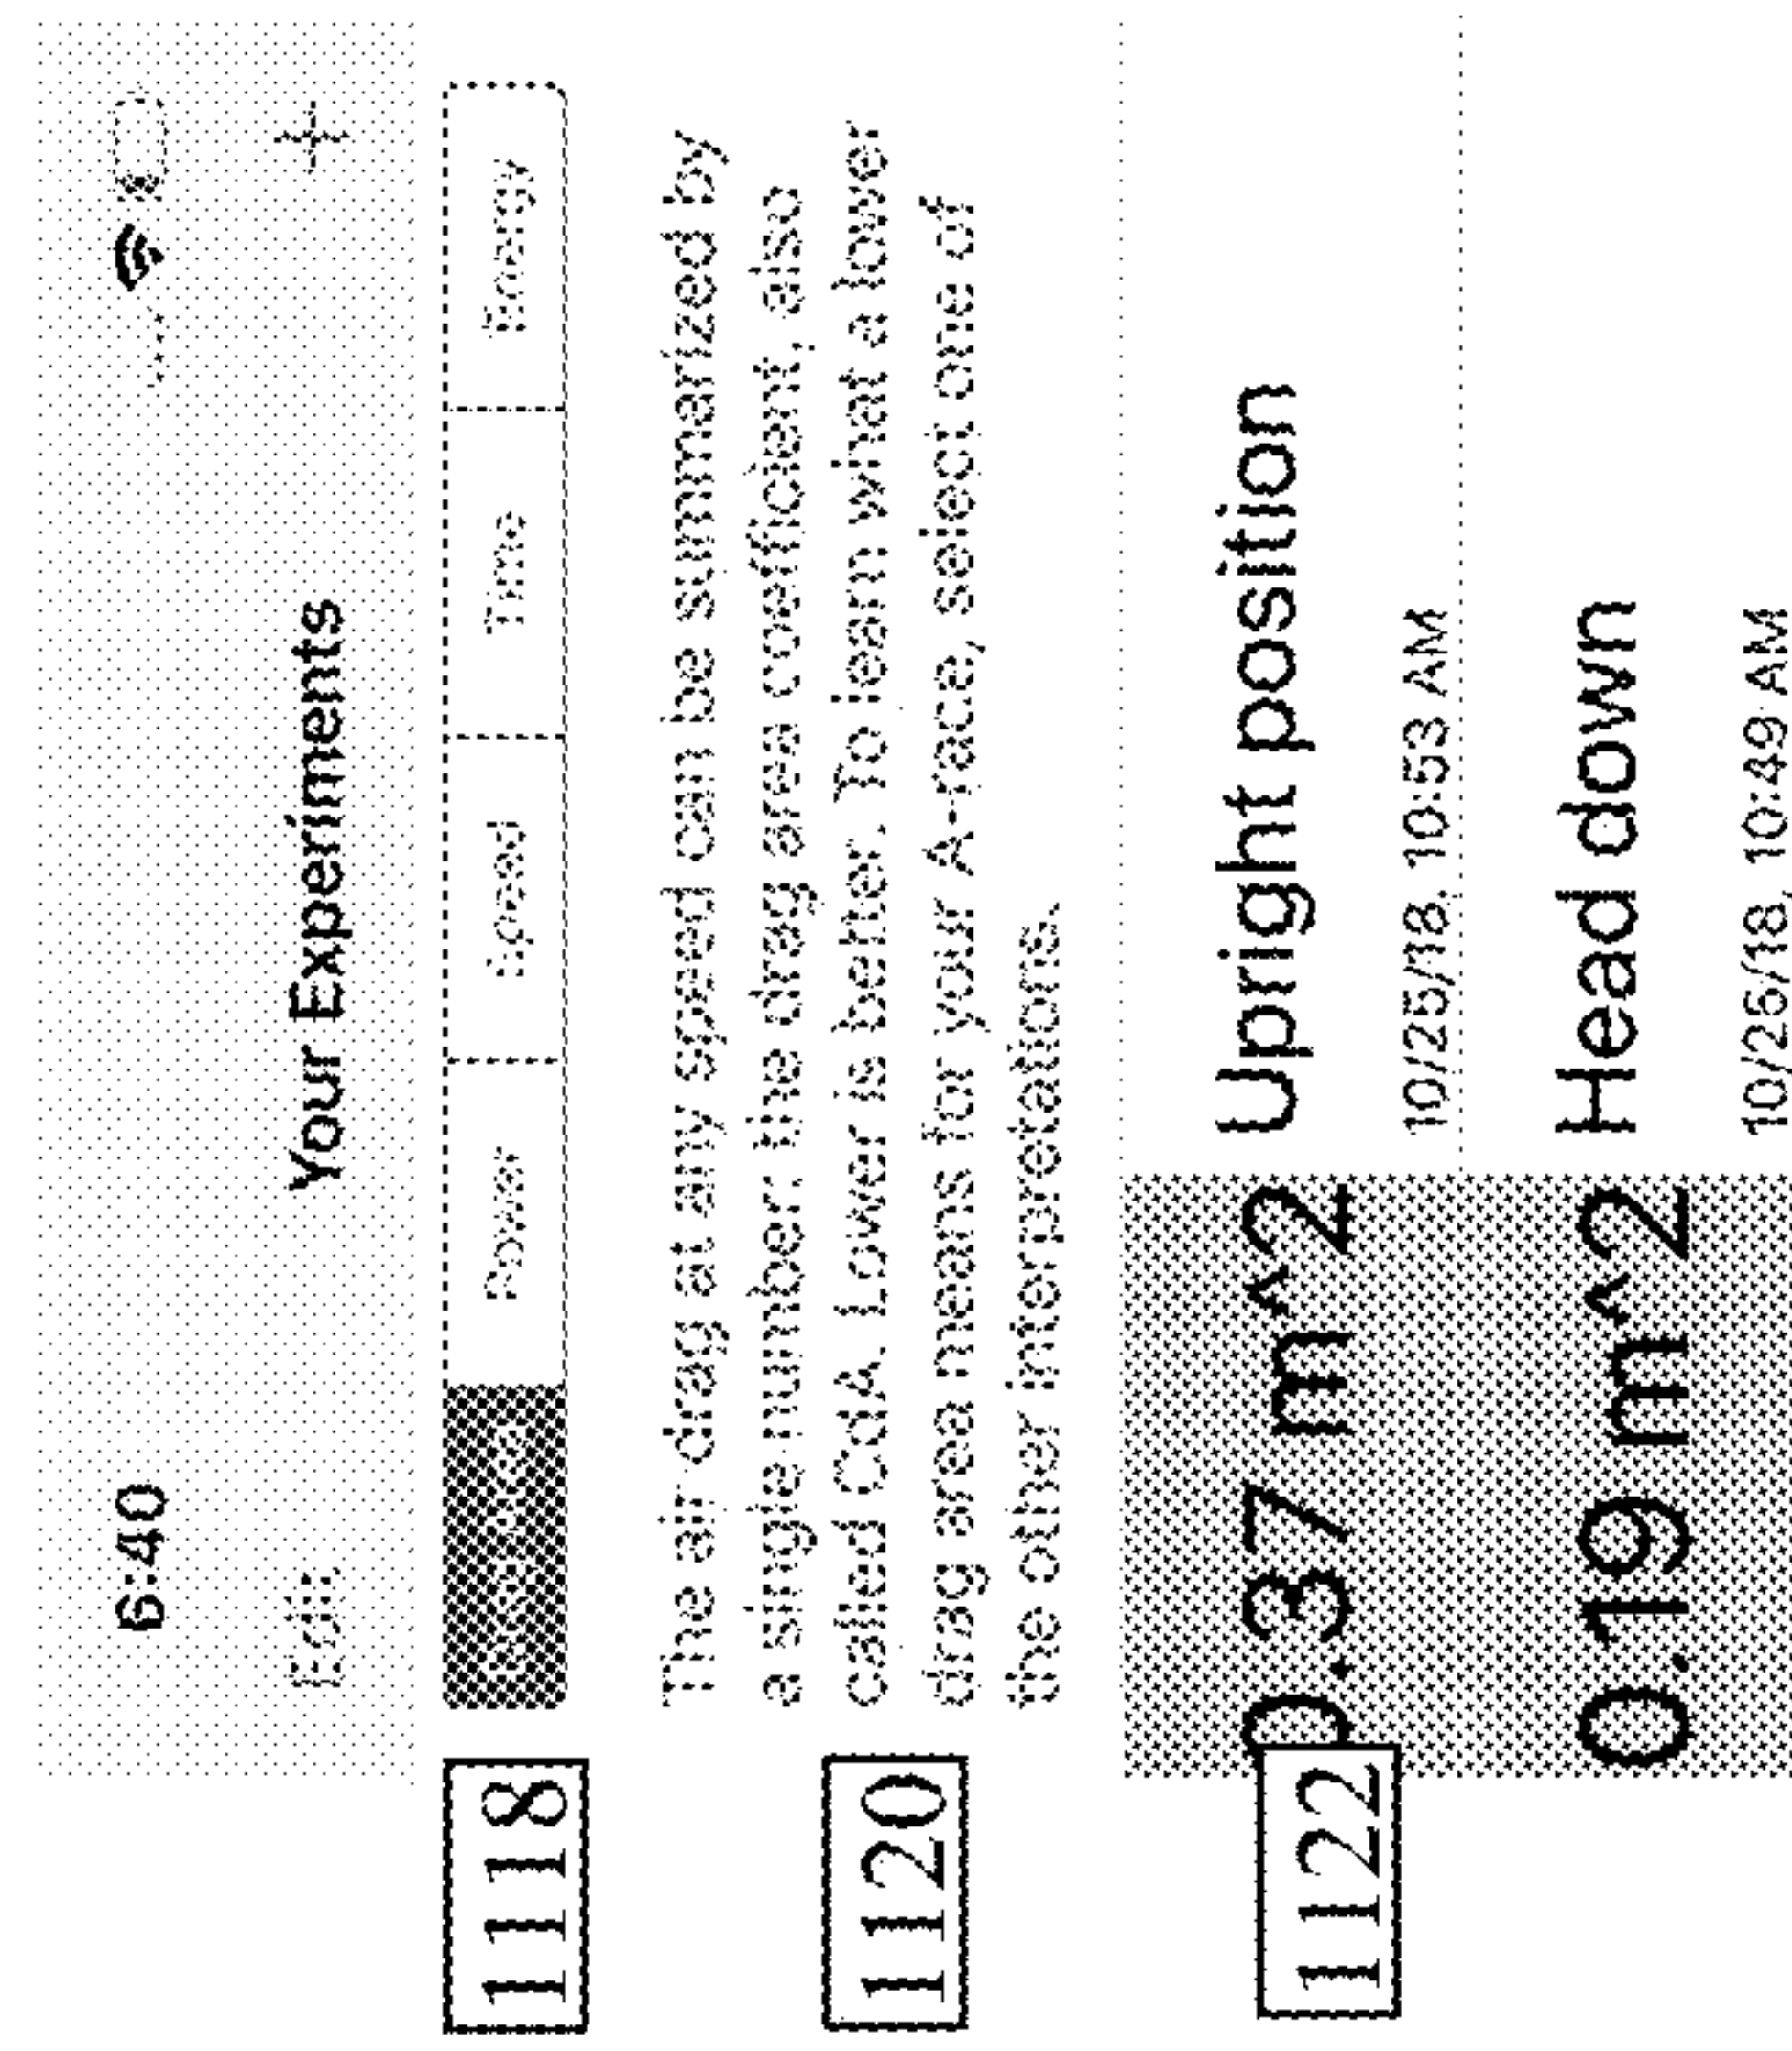 6:40
Edit Your Experiments +
1118 Drag area Power Speed Time Energy
The air drag at any speed can be summarized by
a single number: the drag area coefficient, also
1120 called CdA. Lower is better. To learn what a lower
drag area means for your A-race, select one of
the other interpretations.
1122 0.37 m^2 Upright position
10/25/18, 10:53 AM
0.19 m^2 Head down
10/25/18, 10:49 AM